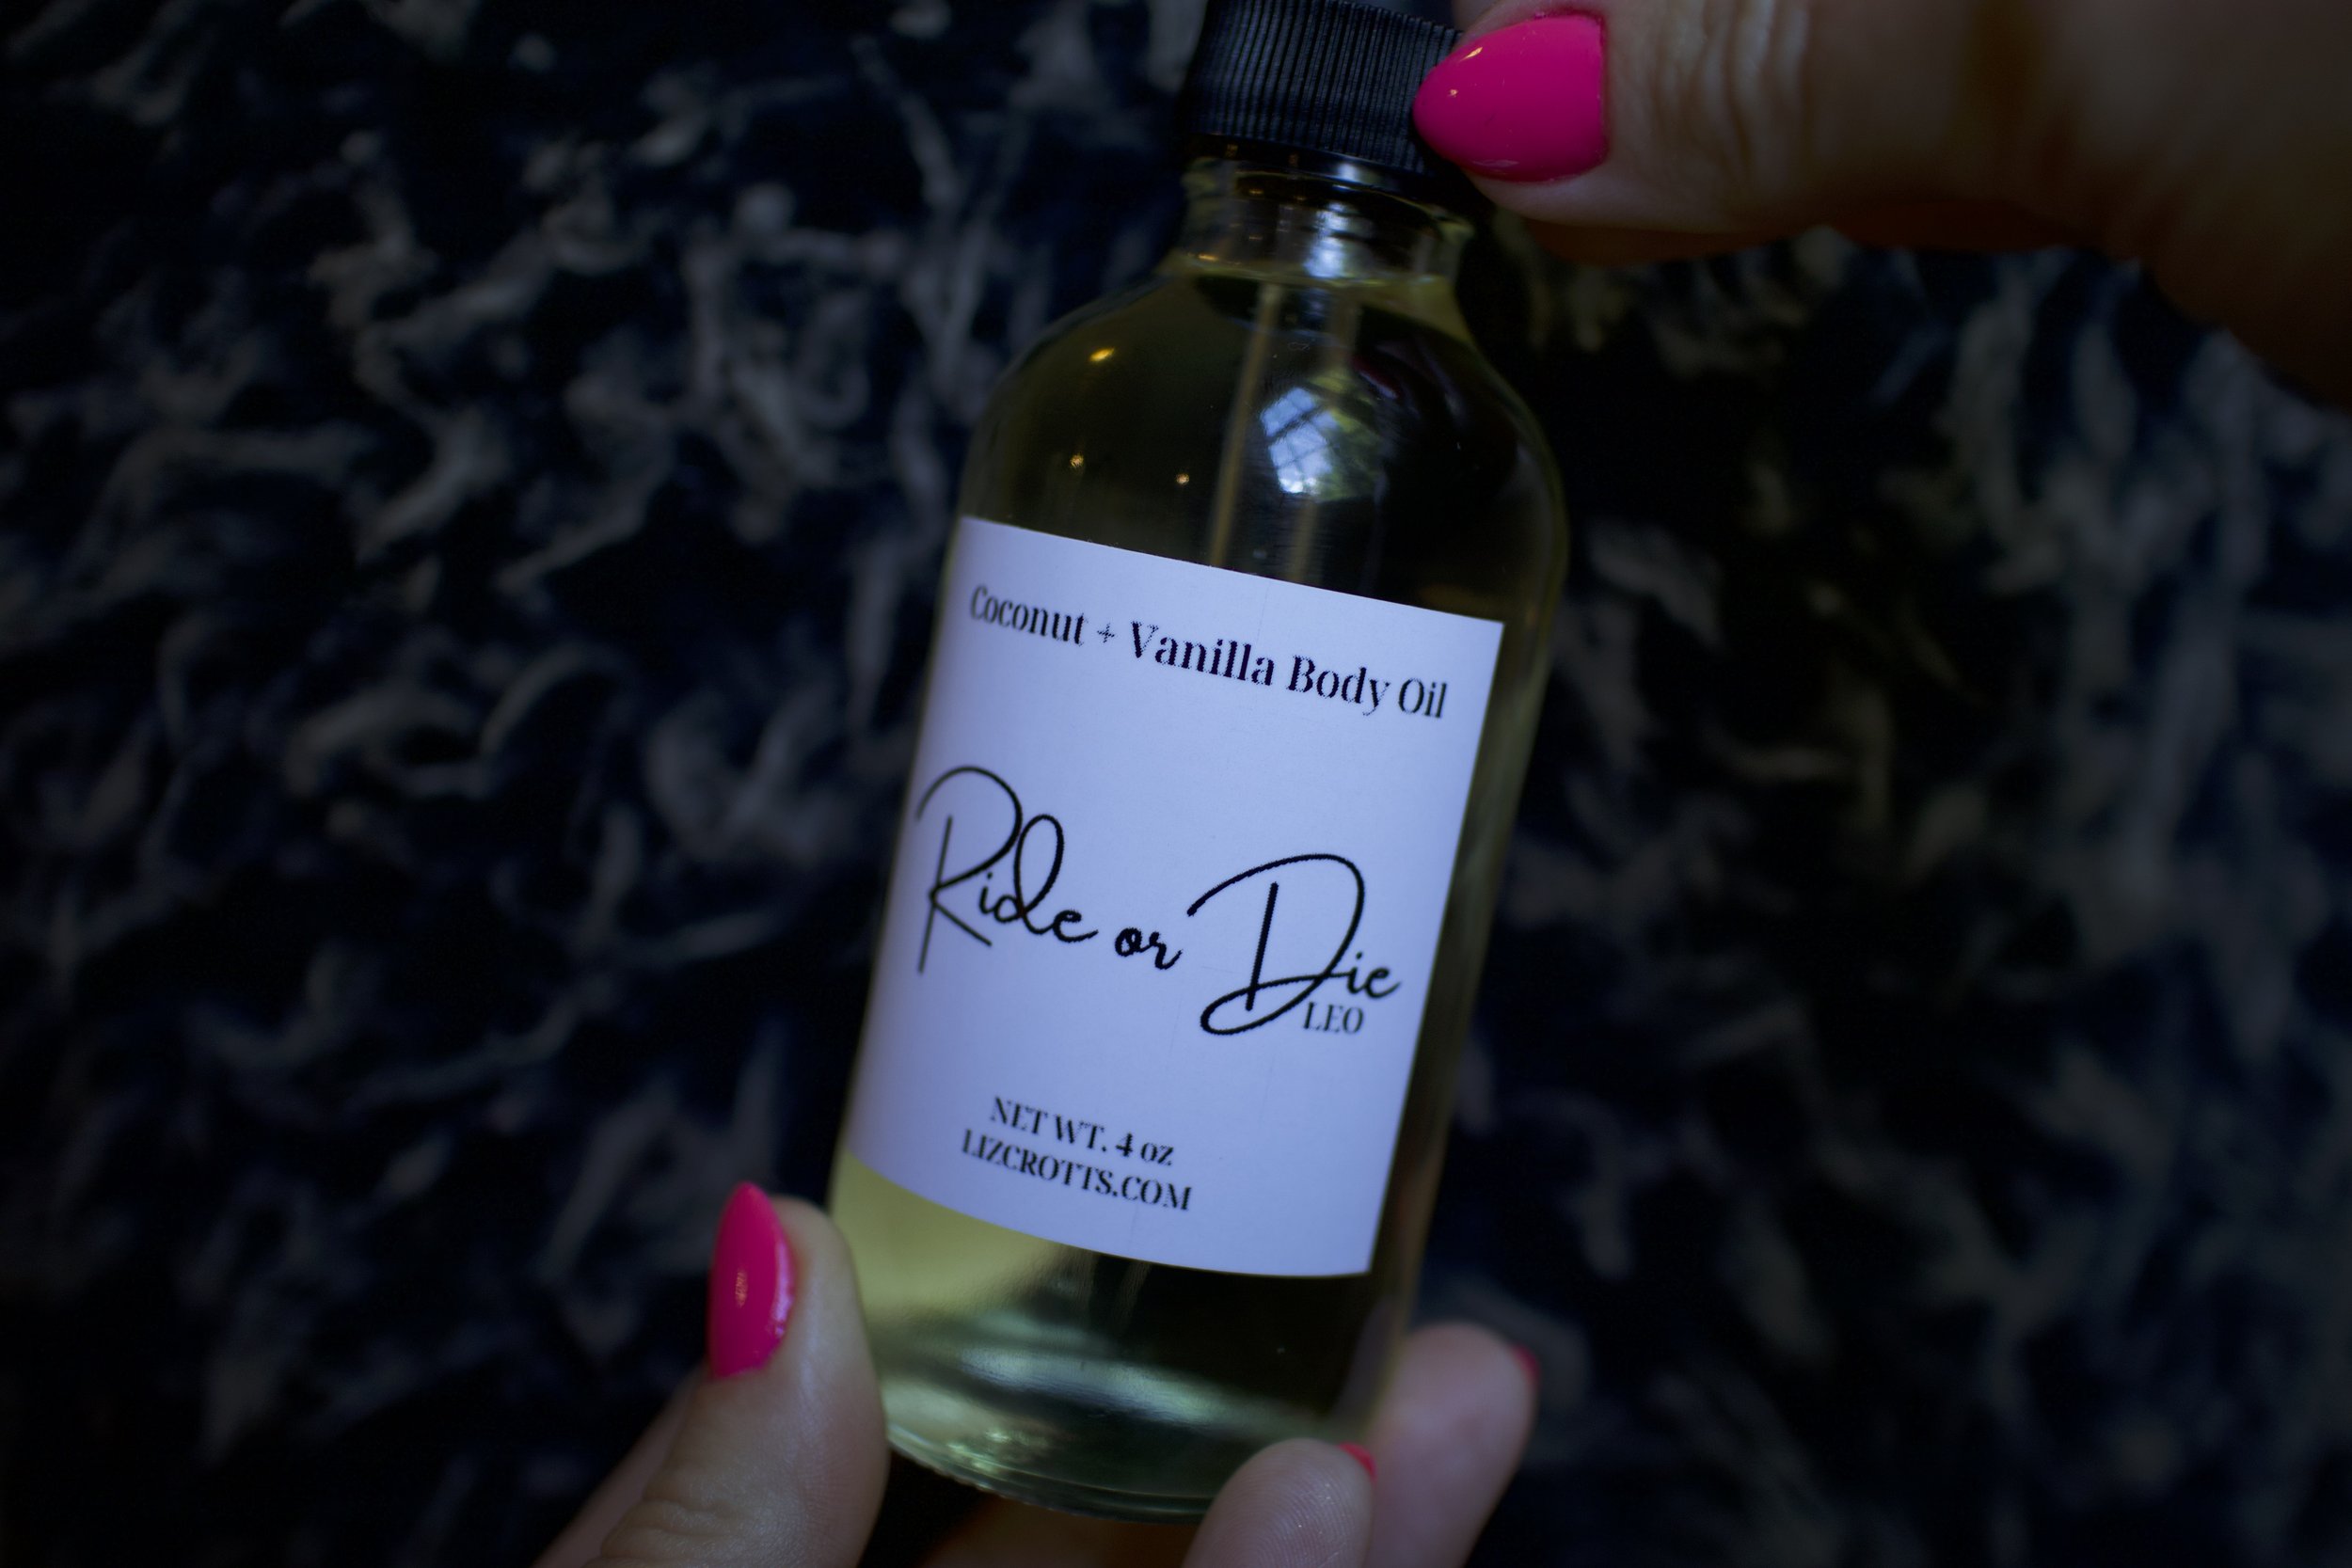 Coconut + Vanilla Body Oil
Ride or Die
LEO
NET WT. 4 oz
LIZCROTTS.COM